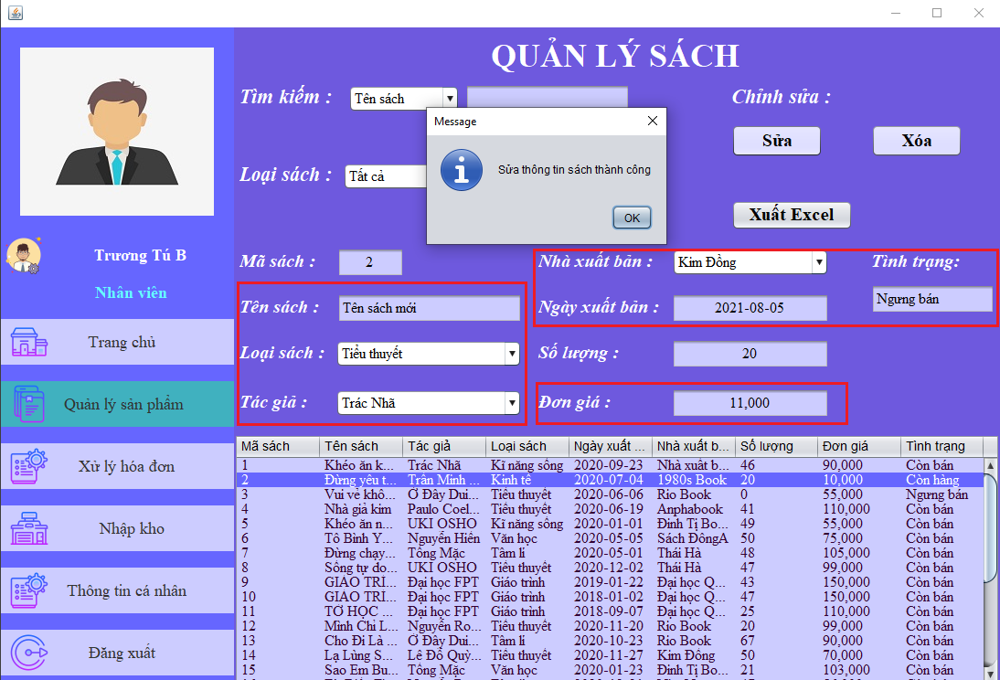 QUẢN LÝ SÁCH
Tìm kiếm : Tên sách
Chỉnh sửa :
Message
Sửa thông tin sách thành công
OK
Sửa Xóa
Loại sách : Tất cả
Xuất Excel
Trương Tú B
Nhân viên
Trang chủ
Quản lý sản phẩm
Xử lý hóa đơn
Nhập kho
Thông tin cá nhân
Đăng xuất
Mã sách : 2
Nhà xuất bản : Kim Đồng
Tình trạng:
Tên sách : Tên sách mới
Ngày xuất bản : 2021-08-05
Ngưng bán
Loại sách : Tiểu thuyết
Số lượng : 20
Tác giả : Trác Nhã
Đơn giá : 11,000
Mã sách Tên sách Tác giả Loại sách Ngày xuất ... Nhà xuất b... Số lượng Đơn giá Tình trạng
1 Khéo ăn k... Trác Nhã Kĩ năng sống 2020-09-23 Nhà xuất b... 46 90,000 Còn bán
2 Đừng yêu t... Trần Minh ... Kinh tế 2020-07-04 1980s Book 20 10,000 Còn hàng
3 Vui vẻ khô... Ở Đây Dui... Tiểu thuyết 2020-06-06 Rio Book 0 55,000 Ngưng bán
4 Nhà giả kim Paulo Coel... Tiểu thuyết 2020-06-19 Anphabook 41 110,000 Còn bán
5 Khéo ăn n... UKI OSHO Kĩ năng sống 2020-01-01 Đinh Tị Bo... 49 55,000 Còn bán
6 Tô Bình Y... Nguyễn Hiên Văn học 2020-05-05 Sách ĐôngA 50 75,000 Còn bán
7 Đừng chạy... Tống Mặc Tâm lí 2020-05-01 Thái Hà 48 105,000 Còn bán
8 Sống tự do... UKI OSHO Tiểu thuyết 2020-12-02 Thái Hà 47 99,000 Còn bán
9 GIÁO TRÌ... Đại học FPT Giáo trình 2019-01-22 Đại học Q... 43 150,000 Còn bán
10 GIÁO TRÌ... Đại học FPT Giáo trình 2018-01-02 Đại học Q... 47 150,000 Còn bán
11 TỚ HỌC ... Đại học FPT Giáo trình 2018-09-07 Đại học Q... 25 110,000 Còn bán
12 Mình Chỉ L... Nguyễn Ro... Tiểu thuyết 2020-11-20 Rio Book 20 99,000 Còn bán
13 Cho Đi Là ... Ở Đây Dui... Tâm lí 2020-10-23 Rio Book 67 90,000 Còn bán
14 Lạ Lùng S... Lê Đỗ Quỳ... Tiểu thuyết 2020-11-27 Kim Đồng 50 70,000 Còn bán
15 Sao Em Bu... Tống Mặc Văn học 2020-01-01 Đinh Tị Bo... 21 103,000 Còn bán